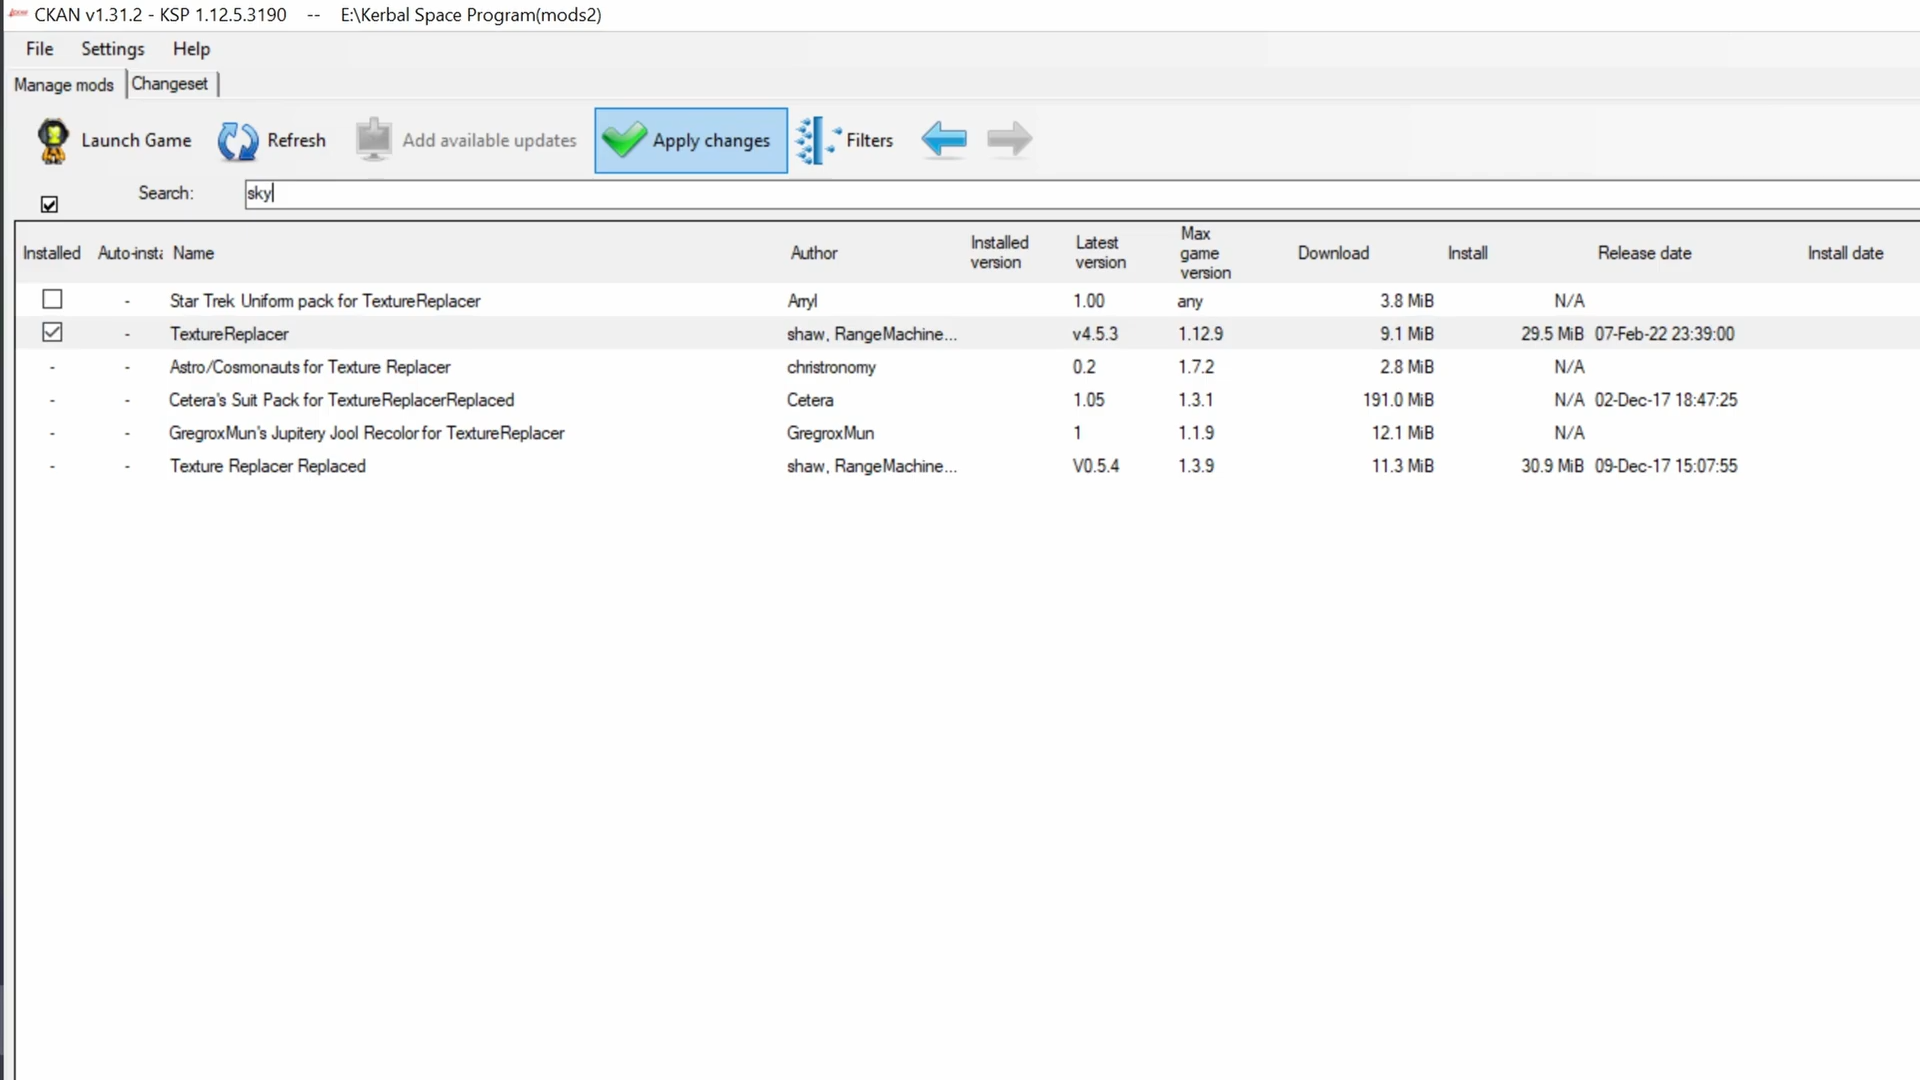 CKAN v1.31.2 - KSP 1.12.5.3190 -- E:\Kerbal Space Program(mods2)
File Settings Help
Manage mods Changeset
Launch Game Refresh Add available updates Apply changes Filters
Search: sky
Installed Auto-insta Name Author Installed version Latest version Max game version Download Install Release date Install date
- Star Trek Uniform pack for TextureReplacer Arryl 1.00 any 3.8 MiB N/A
- TextureReplacer shaw, RangeMachine... v4.5.3 1.12.9 9.1 MiB 29.5 MiB 07-Feb-22 23:39:00
- - Astro/Cosmonauts for Texture Replacer christronomy 0.2 1.7.2 2.8 MiB N/A
- - Cetera's Suit Pack for TextureReplacerReplaced Cetera 1.05 1.3.1 191.0 MiB N/A 02-Dec-17 18:47:25
- - GregroxMun's Jupitery Jool Recolor for TextureReplacer GregroxMun 1 1.1.9 12.1 MiB N/A
- - Texture Replacer Replaced shaw, RangeMachine... V0.5.4 1.3.9 11.3 MiB 30.9 MiB 09-Dec-17 15:07:55